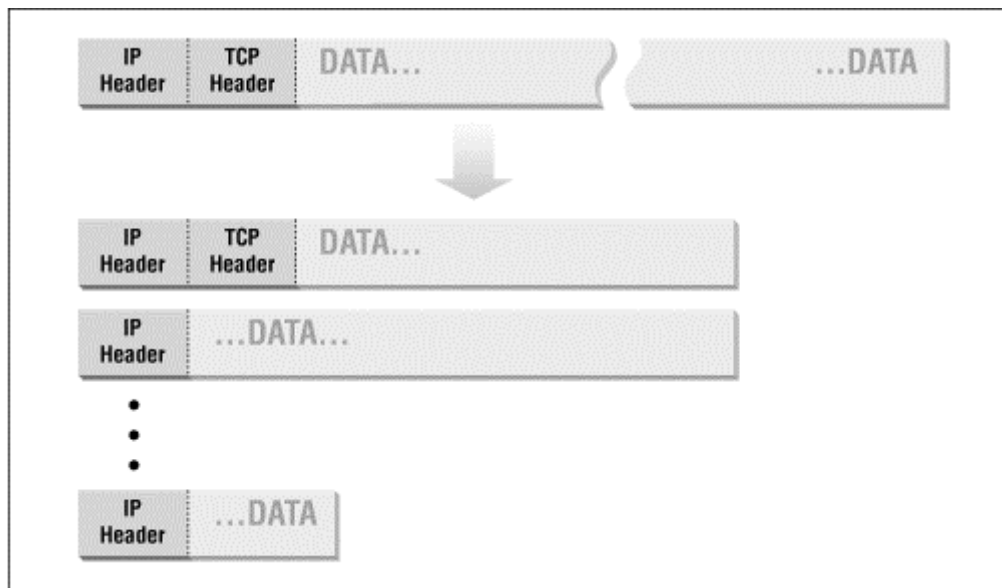 IP Header
TCP Header
DATA...
...DATA
IP Header
TCP Header
DATA...
IP Header
...DATA...
IP Header
...DATA